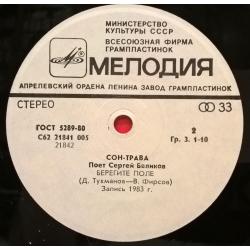 МИНИСТЕРСТВО
КУЛЬТУРЫ СССР
ВСЕСОЮЗНАЯ ФИРМА
ГРАМПЛАСТИНОК
МЕЛОДИЯ
АПРЕЛЕВСКИЙ ОРДЕНА ЛЕНИНА ЗАВОД ГРАМПЛАСТИНОК
СТЕРЕО 33
ГОСТ 5289-80 2
С62 21841 005 Гр. 3. 1-10
21842
СОН-ТРАВА
Поет Сергей Беликов
БЕРЕГИТЕ ПОЛЕ
(Д. Тухманов—В. Фирсов)
Запись 1983 г.